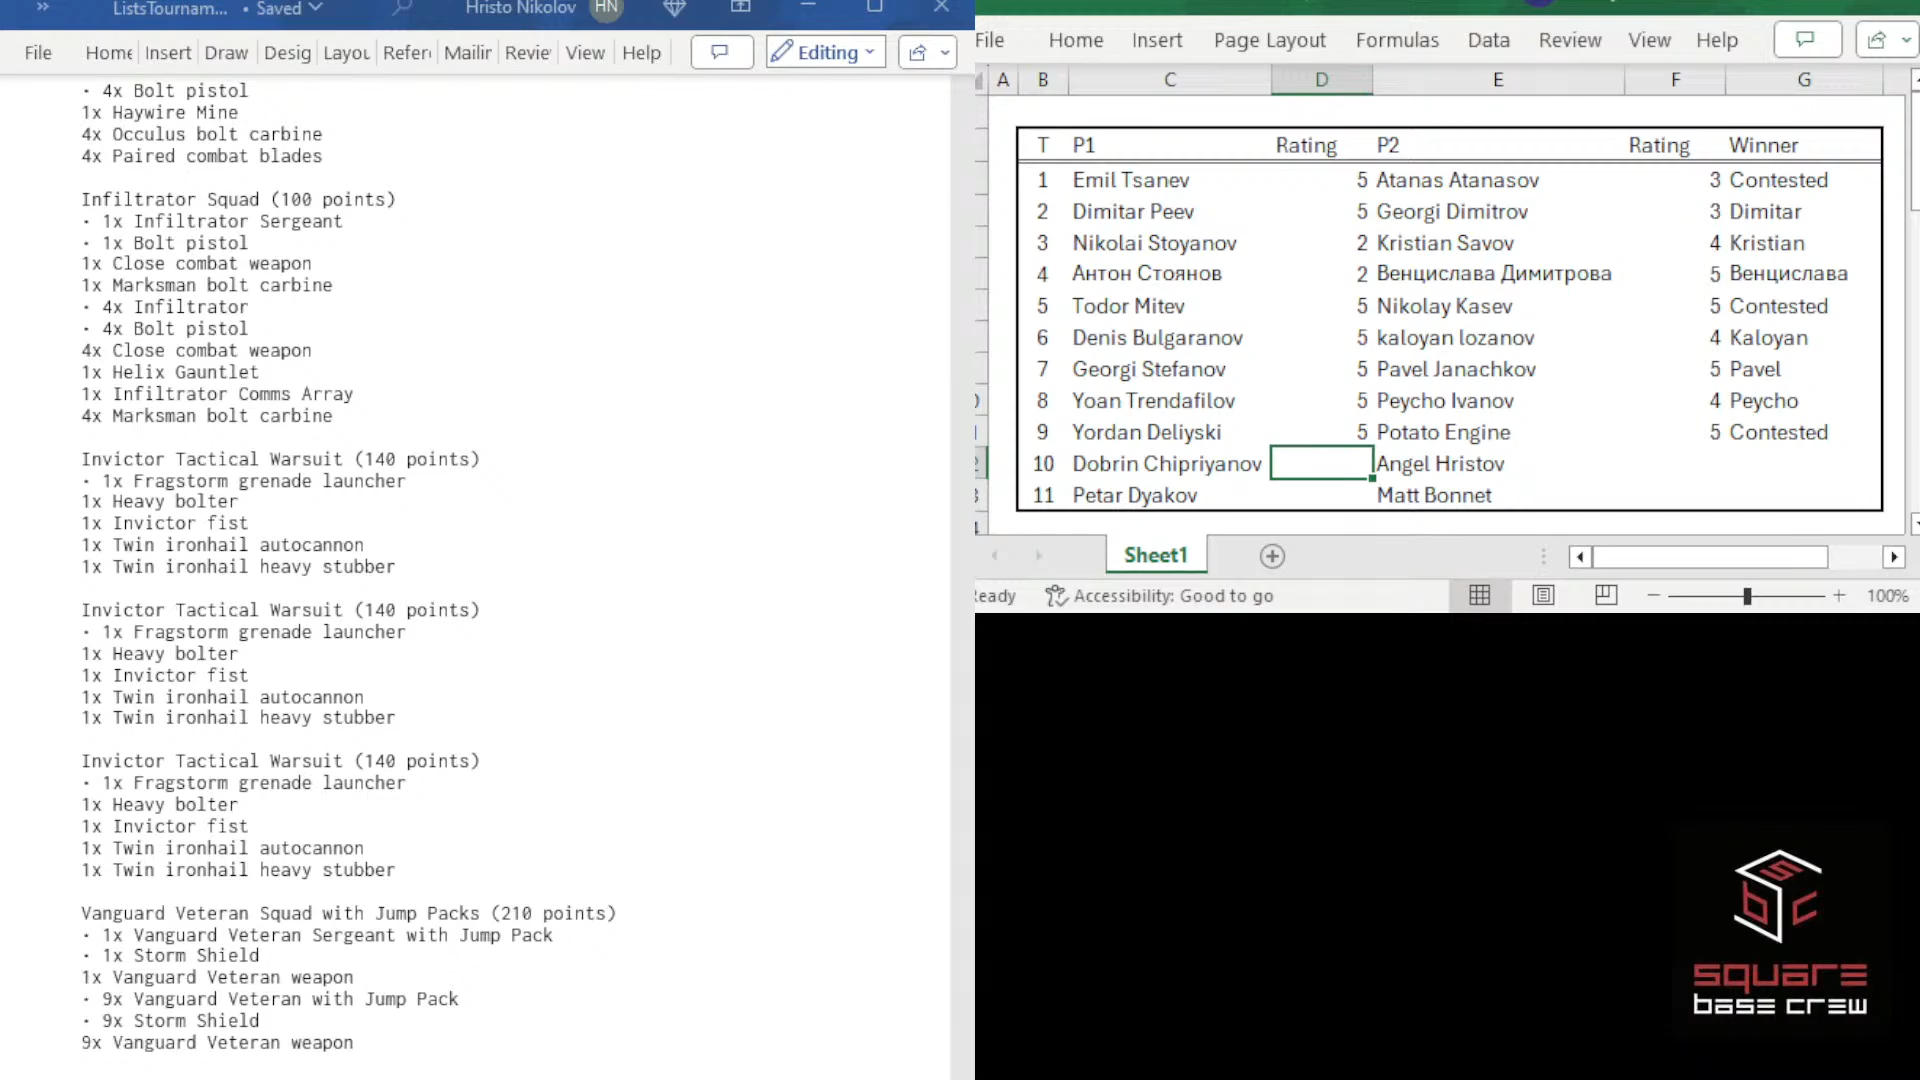 ListsTournam... • Saved
Hristo Nikolov HN
File Home Insert Draw Desig Layou Refer Mailin Revie View Help Editing
• 4x Bolt pistol
1x Haywire Mine
4x Occulus bolt carbine
4x Paired combat blades
Infiltrator Squad (100 points)
• 1x Infiltrator Sergeant
• 1x Bolt pistol
1x Close combat weapon
1x Marksman bolt carbine
• 4x Infiltrator
• 4x Bolt pistol
4x Close combat weapon
1x Helix Gauntlet
1x Infiltrator Comms Array
4x Marksman bolt carbine
Invictor Tactical Warsuit (140 points)
• 1x Fragstorm grenade launcher
1x Heavy bolter
1x Invictor fist
1x Twin ironhail autocannon
1x Twin ironhail heavy stubber
Invictor Tactical Warsuit (140 points)
• 1x Fragstorm grenade launcher
1x Heavy bolter
1x Invictor fist
1x Twin ironhail autocannon
1x Twin ironhail heavy stubber
Invictor Tactical Warsuit (140 points)
• 1x Fragstorm grenade launcher
1x Heavy bolter
1x Invictor fist
1x Twin ironhail autocannon
1x Twin ironhail heavy stubber
Vanguard Veteran Squad with Jump Packs (210 points)
• 1x Vanguard Veteran Sergeant with Jump Pack
• 1x Storm Shield
1x Vanguard Veteran weapon
• 9x Vanguard Veteran with Jump Pack
• 9x Storm Shield
9x Vanguard Veteran weapon
File Home Insert Page Layout Formulas Data Review View Help
A B C D E F G
T P1 Rating P2 Rating Winner
1 Emil Tsanev 5 Atanas Atanasov 3 Contested
2 Dimitar Peev 5 Georgi Dimitrov 3 Dimitar
3 Nikolai Stoyanov 2 Kristian Savov 4 Kristian
4 Антон Стоянов 2 Венцислава Димитрова 5 Венцислава
5 Todor Mitev 5 Nikolay Kasev 5 Contested
6 Denis Bulgaranov 5 kaloyan lozanov 4 Kaloyan
7 Georgi Stefanov 5 Pavel Janachkov 5 Pavel
8 Yoan Trendafilov 5 Peycho Ivanov 4 Peycho
9 Yordan Deliyski 5 Potato Engine 5 Contested
10 Dobrin Chipriyanov Angel Hristov
11 Petar Dyakov Matt Bonnet
Sheet1
eady Accessibility: Good to go 100%
sbc
square
base crew